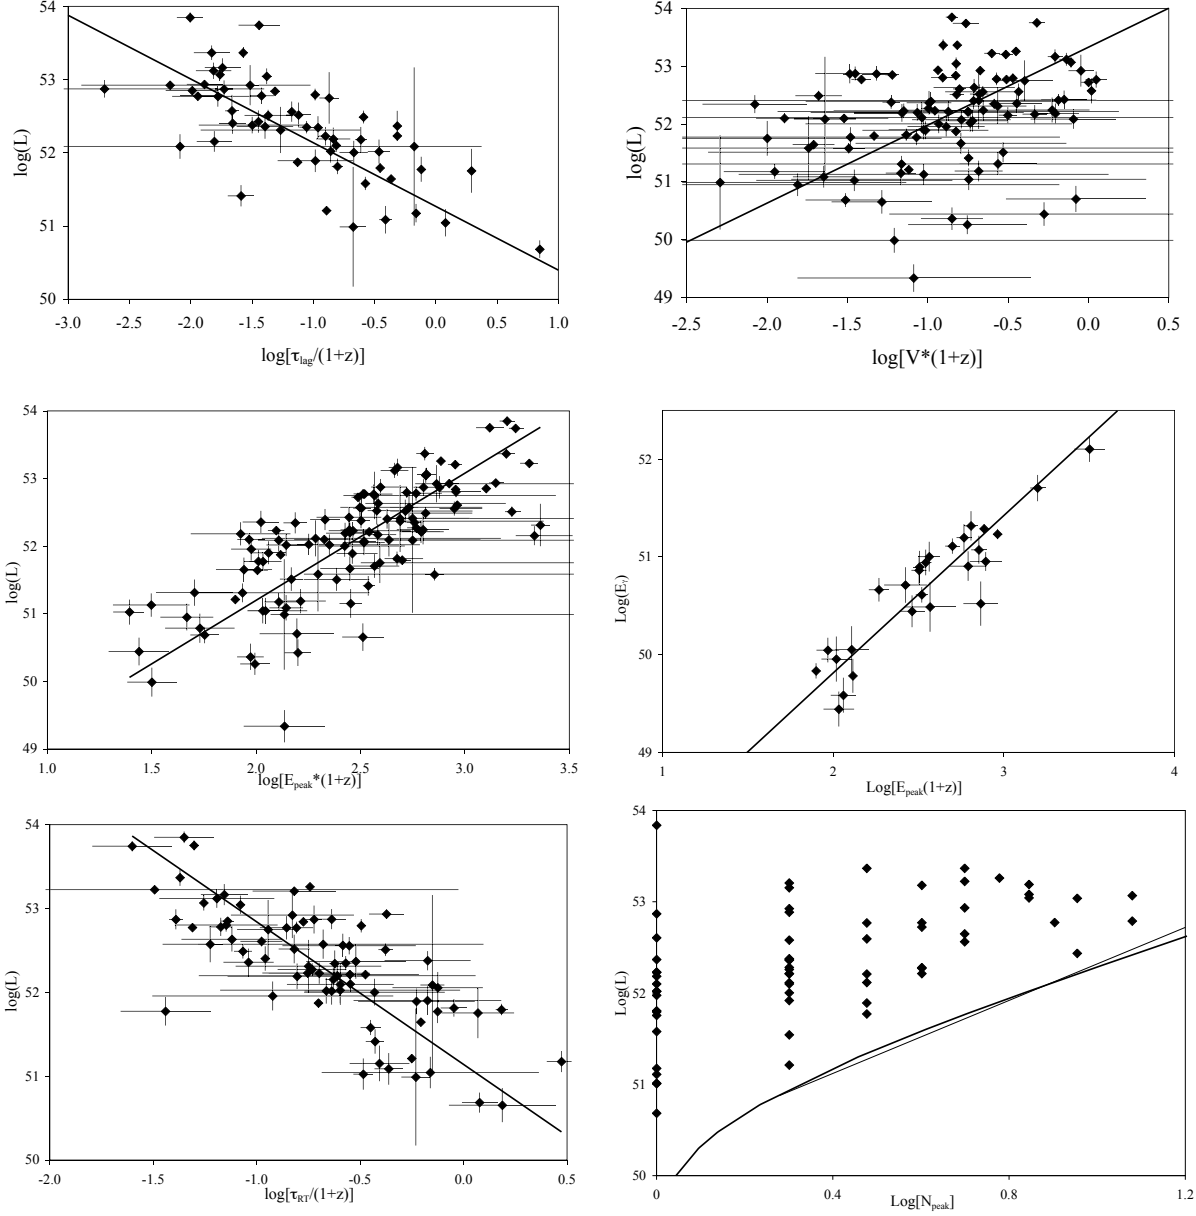 54
53
52
51
50
log(L)
-3.0 -2.5 -2.0 -1.5 -1.0 -0.5 0.0 0.5 1.0
log[τlag/(1+z)]
54
53
52
51
50
49
log(L)
-2.5 -2.0 -1.5 -1.0 -0.5 0.0 0.5
log[V*(1+z)]
54
53
52
51
50
49
log(L)
1.0 1.5 2.0 2.5 3.0 3.5
log[Epeak*(1+z)]
52
51
50
49
Log(Eγ)
1 2 3 4
Log[Epeak(1+z)]
54
53
52
51
50
log(L)
-2.0 -1.5 -1.0 -0.5 0.0 0.5
log[τRT/(1+z)]
54
53
52
51
50
Log(L)
0 0.4 0.8 1.2
Log[Npeak]